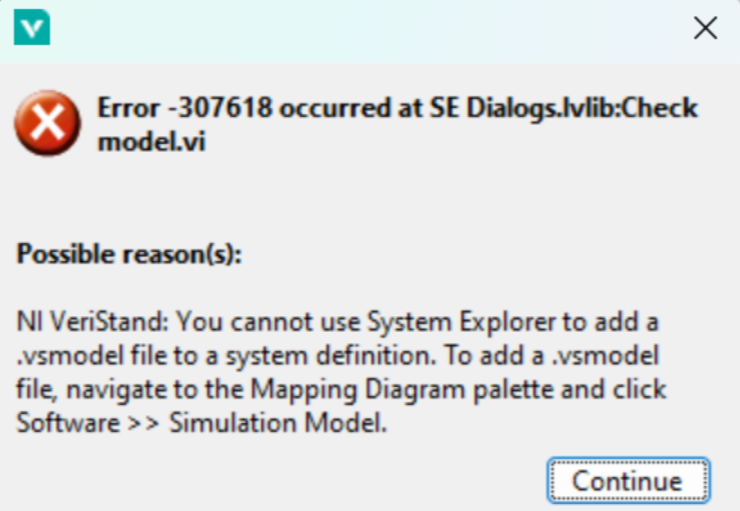 Error -307618 occurred at SE Dialogs.lvlib:Check
model.vi
Possible reason(s):
NI VeriStand: You cannot use System Explorer to add a
.vsmodel file to a system definition. To add a .vsmodel
file, navigate to the Mapping Diagram palette and click
Software >> Simulation Model.
Continue